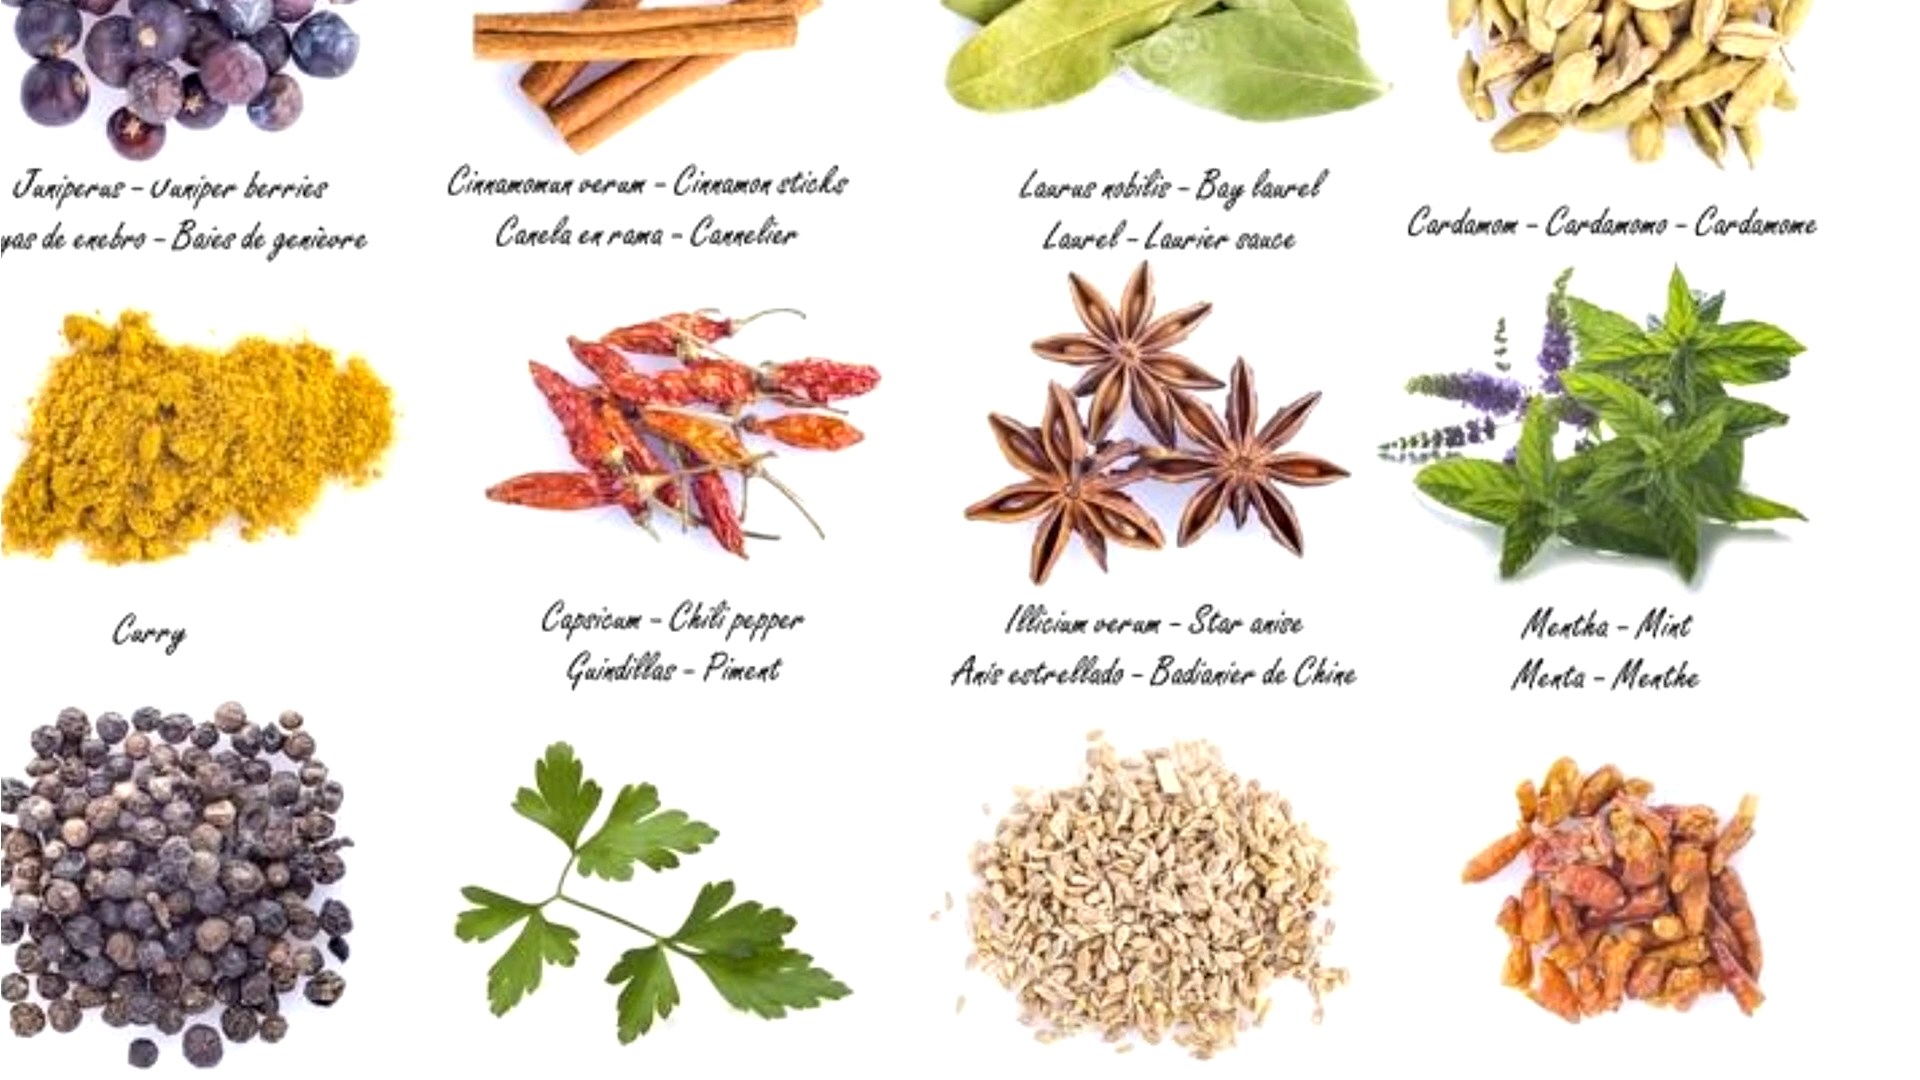 Juniperus - Juniper berries
yas de enebro - Baies de genièvre
Cinnamomun verum - Cinnamon sticks
Canela en rama - Cannelier
Laurus nobilis - Bay laurel
Laurel - Laurier sauce
Cardamom - Cardamomo - Cardamome
Curry
Capsicum - Chili pepper
Guindillas - Piment
Illicium verum - Star anise
Anís estrellado - Badianier de Chine
Mentha - Mint
Menta - Menthe